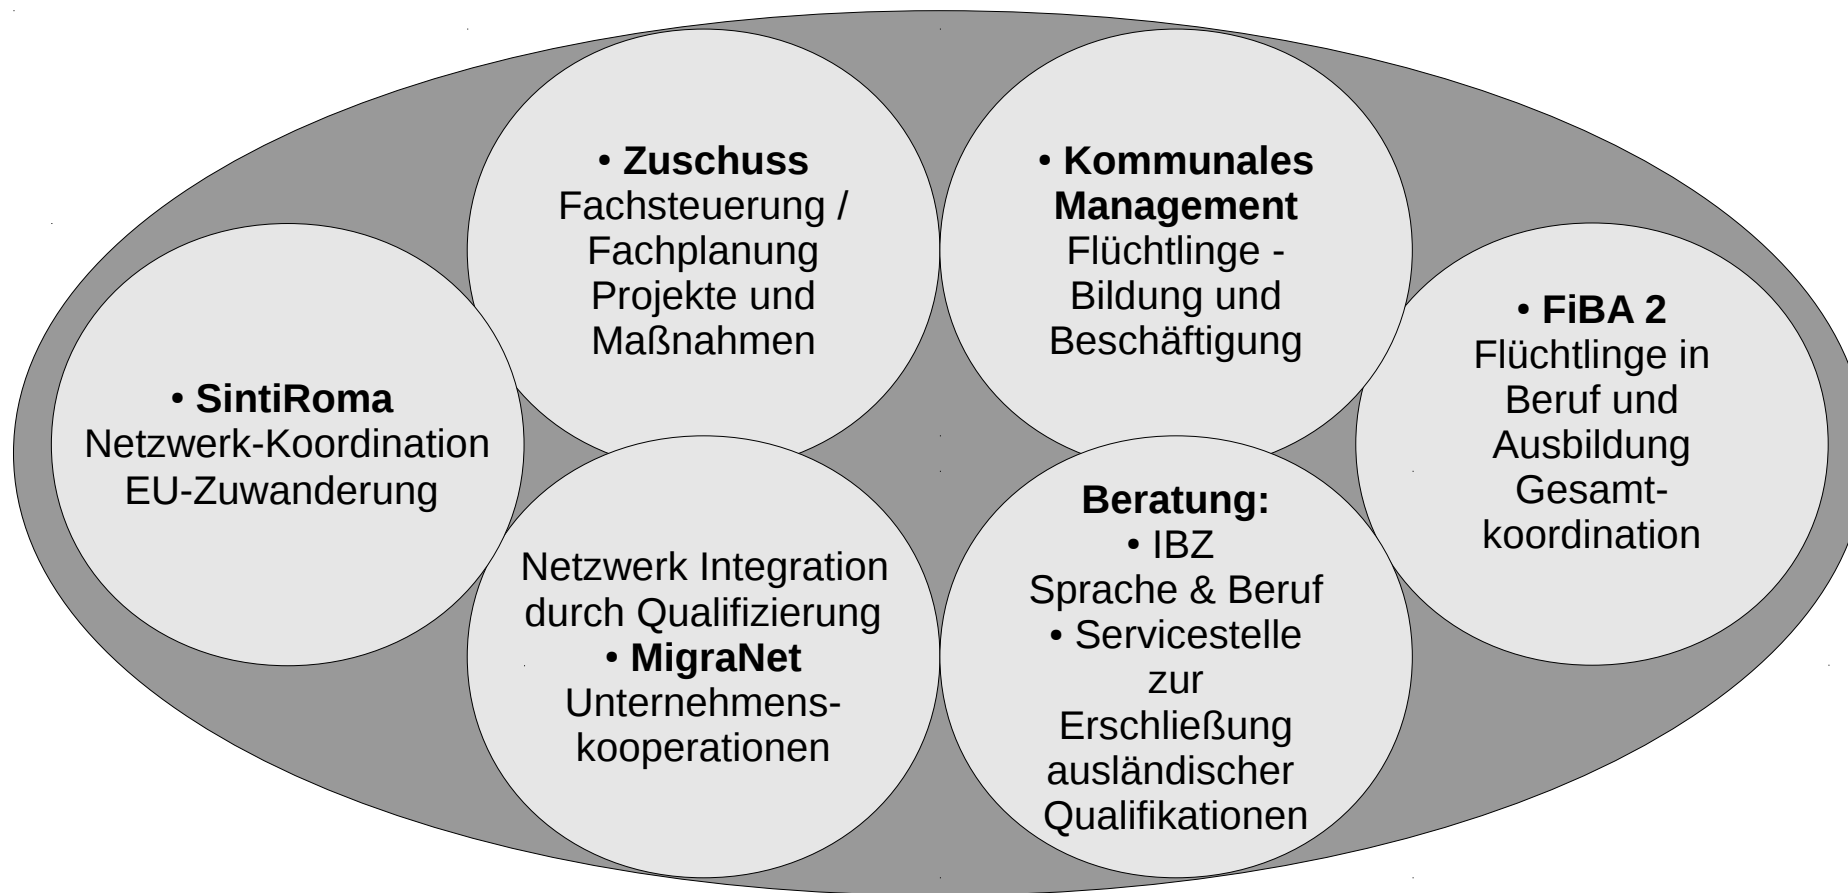 • Zuschuss
Fachsteuerung /
Fachplanung
Projekte und
Maßnahmen
• Kommunales
Management
Flüchtlinge -
Bildung und
Beschäftigung
• FiBA 2
Flüchtlinge in
Beruf und
Ausbildung
Gesamt-
koordination
• SintiRoma
Netzwerk-Koordination
EU-Zuwanderung
Netzwerk Integration
durch Qualifizierung
• MigraNet
Unternehmens-
kooperationen
Beratung:
• IBZ
Sprache & Beruf
• Servicestelle
zur
Erschließung
ausländischer
Qualifikationen